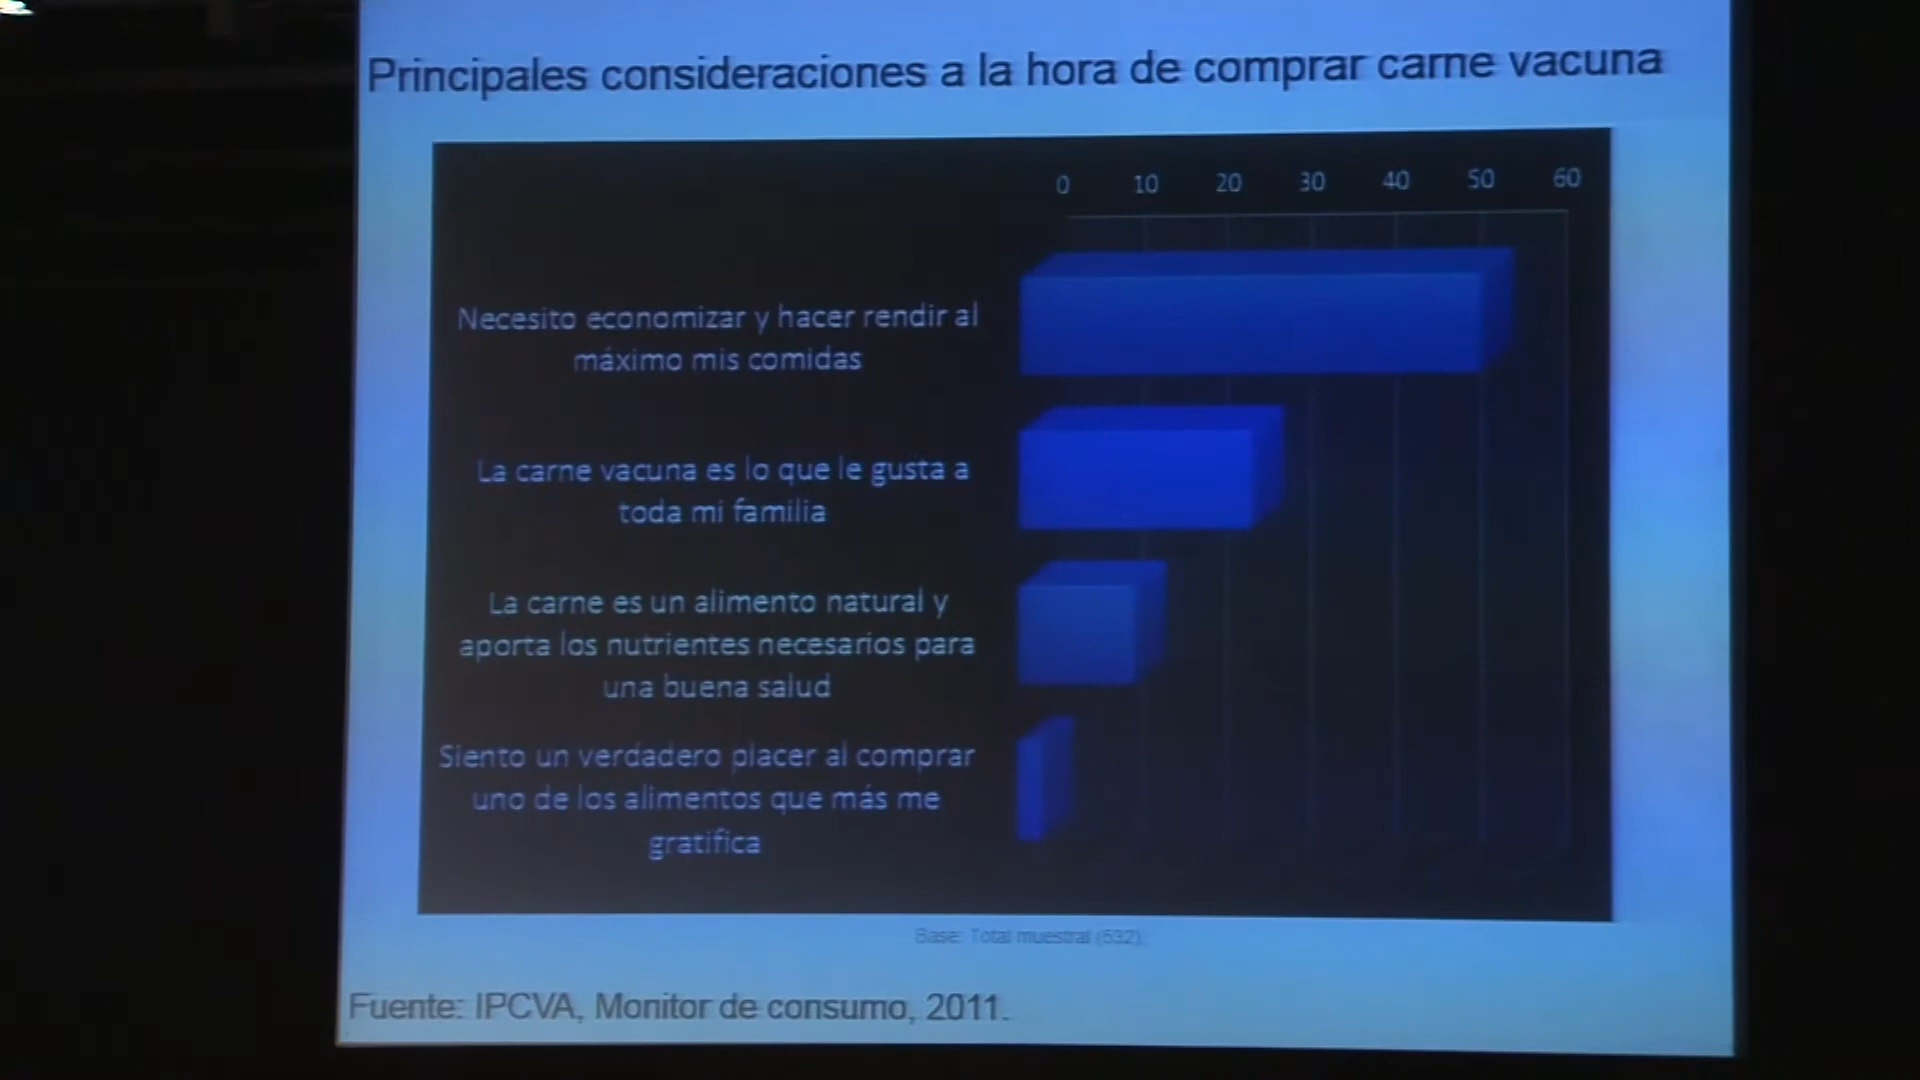 Principales consideraciones a la hora de comprar carne vacuna
0 10 20 30 40 50 60
Necesito economizar y hacer rendir al
máximo mis comidas
La carne vacuna es lo que le gusta a
toda mi familia
La carne es un alimento natural y
aporta los nutrientes necesarios para
una buena salud
Siento un verdadero placer al comprar
uno de los alimentos que más me
gratifica
Base: Total muestral (532).
Fuente: IPCVA, Monitor de consumo, 2011.